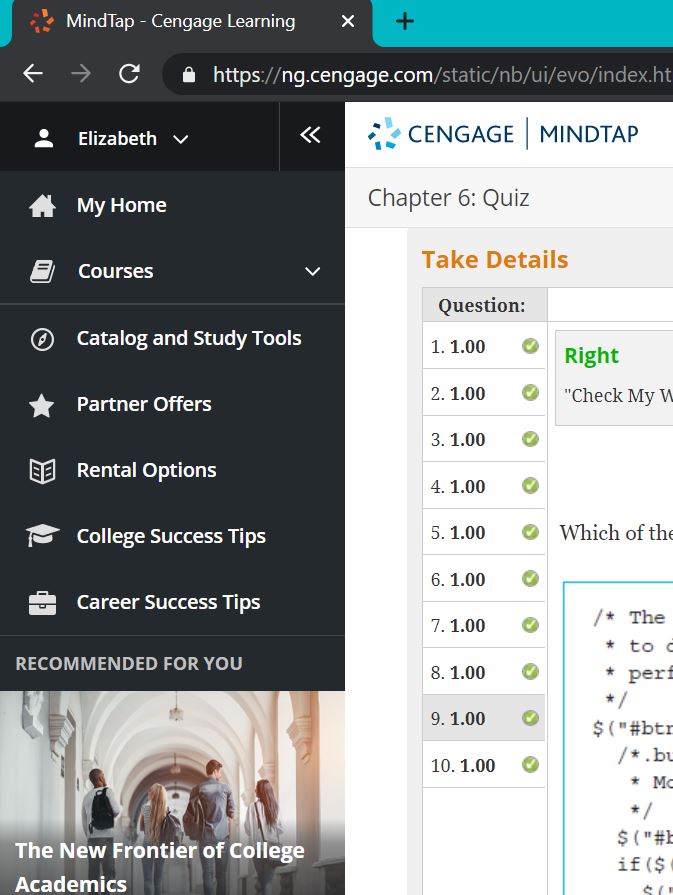 MindTap - Cengage Learning
https://ng.cengage.com/static/nb/ui/evo/index.ht
Elizabeth
CENGAGE | MINDTAP
My Home
Chapter 6: Quiz
Courses
Catalog and Study Tools
Partner Offers
Rental Options
College Success Tips
Career Success Tips
RECOMMENDED FOR YOU
The New Frontier of College
Academics
Take Details
Question:
1. 1.00
2. 1.00
3. 1.00
4. 1.00
5. 1.00
6. 1.00
7. 1.00
8. 1.00
9. 1.00
10. 1.00
Right
"Check My W
Which of the
/* The
* to
* perf
*/
$("#btn
/*.bu
* Mo
*/
$("#b
if($(
$("